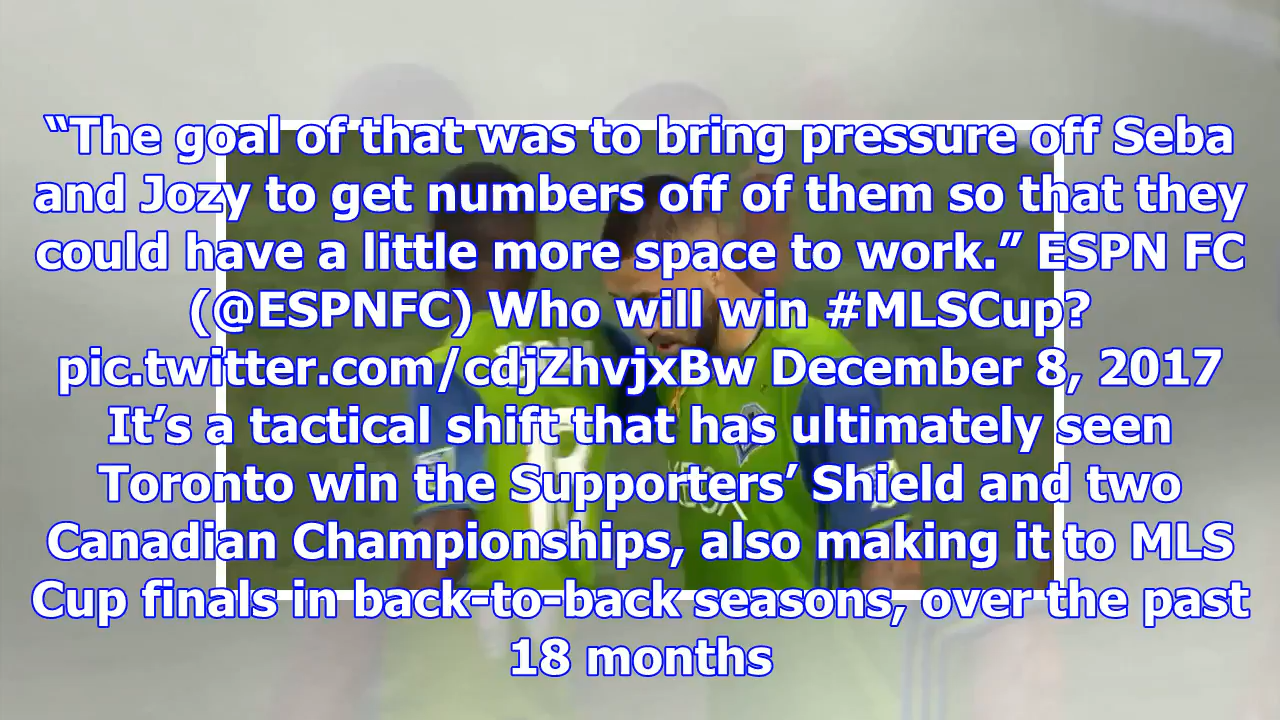 “The goal of that was to bring pressure off Seba
and Jozy to get numbers off of them so that they
could have a little more space to work.” ESPN FC
(@ESPNFC) Who will win #MLSCup?
pic.twitter.com/cdjZhvjxBw December 8, 2017
It’s a tactical shift that has ultimately seen
Toronto win the Supporters’ Shield and two
Canadian Championships, also making it to MLS
Cup finals in back-to-back seasons, over the past
18 months